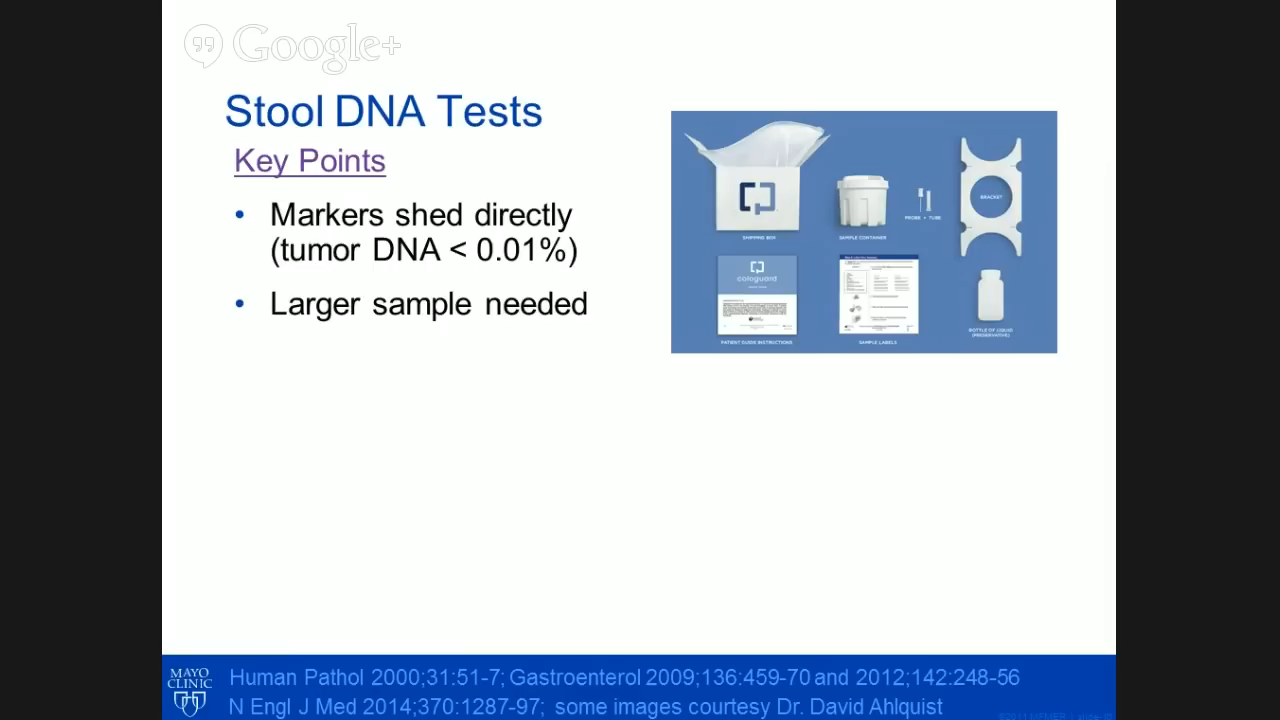 Google+
Stool DNA Tests
Key Points
• Markers shed directly
(tumor DNA < 0.01%)
• Larger sample needed
SHIPPING BOX
SAMPLE CONTAINER
PROBE + TUBE
BRACKET
cologuard
PATIENT GUIDE INSTRUCTIONS
SAMPLE LABELS
BOTTLE OF LIQUID
(PRESERVATIVE)
MAYO
CLINIC
Human Pathol 2000;31:51-7; Gastroenterol 2009;136:459-70 and 2012;142:248-56
N Engl J Med 2014;370:1287-97; some images courtesy Dr. David Ahlquist